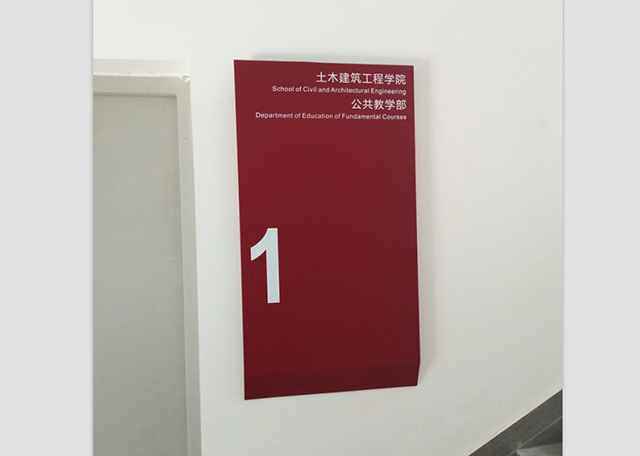 土木建筑工程学院
School of Civil and Architectural Engineering
公共教学部
Department of Education of Fundamental Courses
1